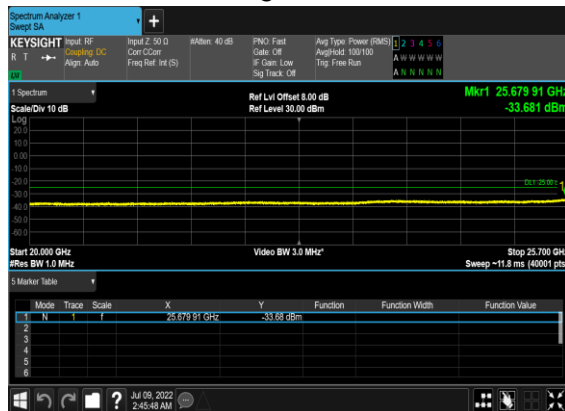 Spectrum Analyzer 1
Swept SA
+
KEYSIGHT Input: RF Input Z: 50 Ω #Atten: 40 dB PNO: Fast Avg Type: Power (RMS) 1 2 3 4 5 6
R T Coupling: DC Corr CCorr Gate: Off Avg|Hold: 100/100 A W W W W W
Align: Auto Freq Ref: Int (S) IF Gain: Low Trig: Free Run
LW Sig Track: Off A N N N N N
1 Spectrum Ref Lvl Offset 8.00 dB Mkr1 25.679 91 GHz
Scale/Div 10 dB Ref Level 30.00 dBm -33.681 dBm
Log
20.0
10.0
0.00
-10.0
-20.0
DL1 -25.00
1
-30.0
-40.0
-50.0
-60.0
Start 20.000 GHz Video BW 3.0 MHz* Stop 25.700 GH
#Res BW 1.0 MHz Sweep ~11.8 ms (40001 pts
5 Marker Table
Mode Trace Scale X Y Function Function Width Function Value
1 N 1 f 25.679 91 GHz -33.68 dBm
2
3
4
5
6
? Jul 09, 2022
2:45:48 AM